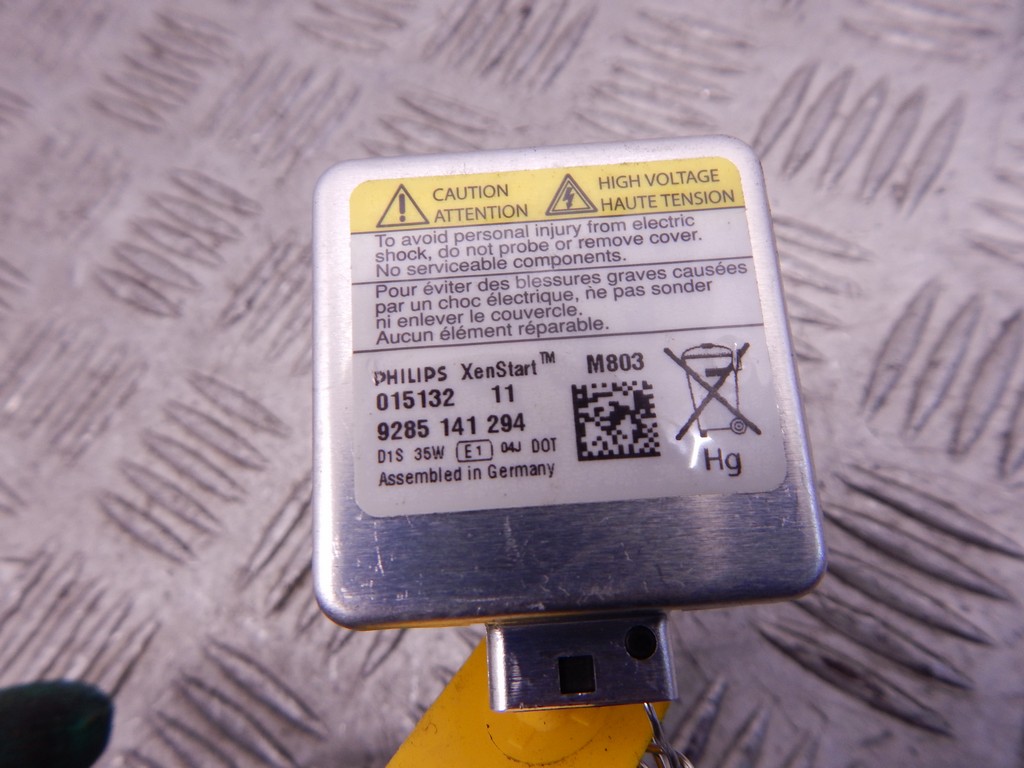 CAUTION
ATTENTION
HIGH VOLTAGE
HAUTE TENSION
To avoid personal injury from electric
shock, do not probe or remove cover.
No serviceable components.
Pour éviter des blessures graves causées
par un choc électrique, ne pas sonder
ni enlever le couvercle.
Aucun élément réparable.
PHILIPS XenStart™ M803
015132 11
9285 141 294
D1S 35W E1 04J DOT
Assembled in Germany
Hg